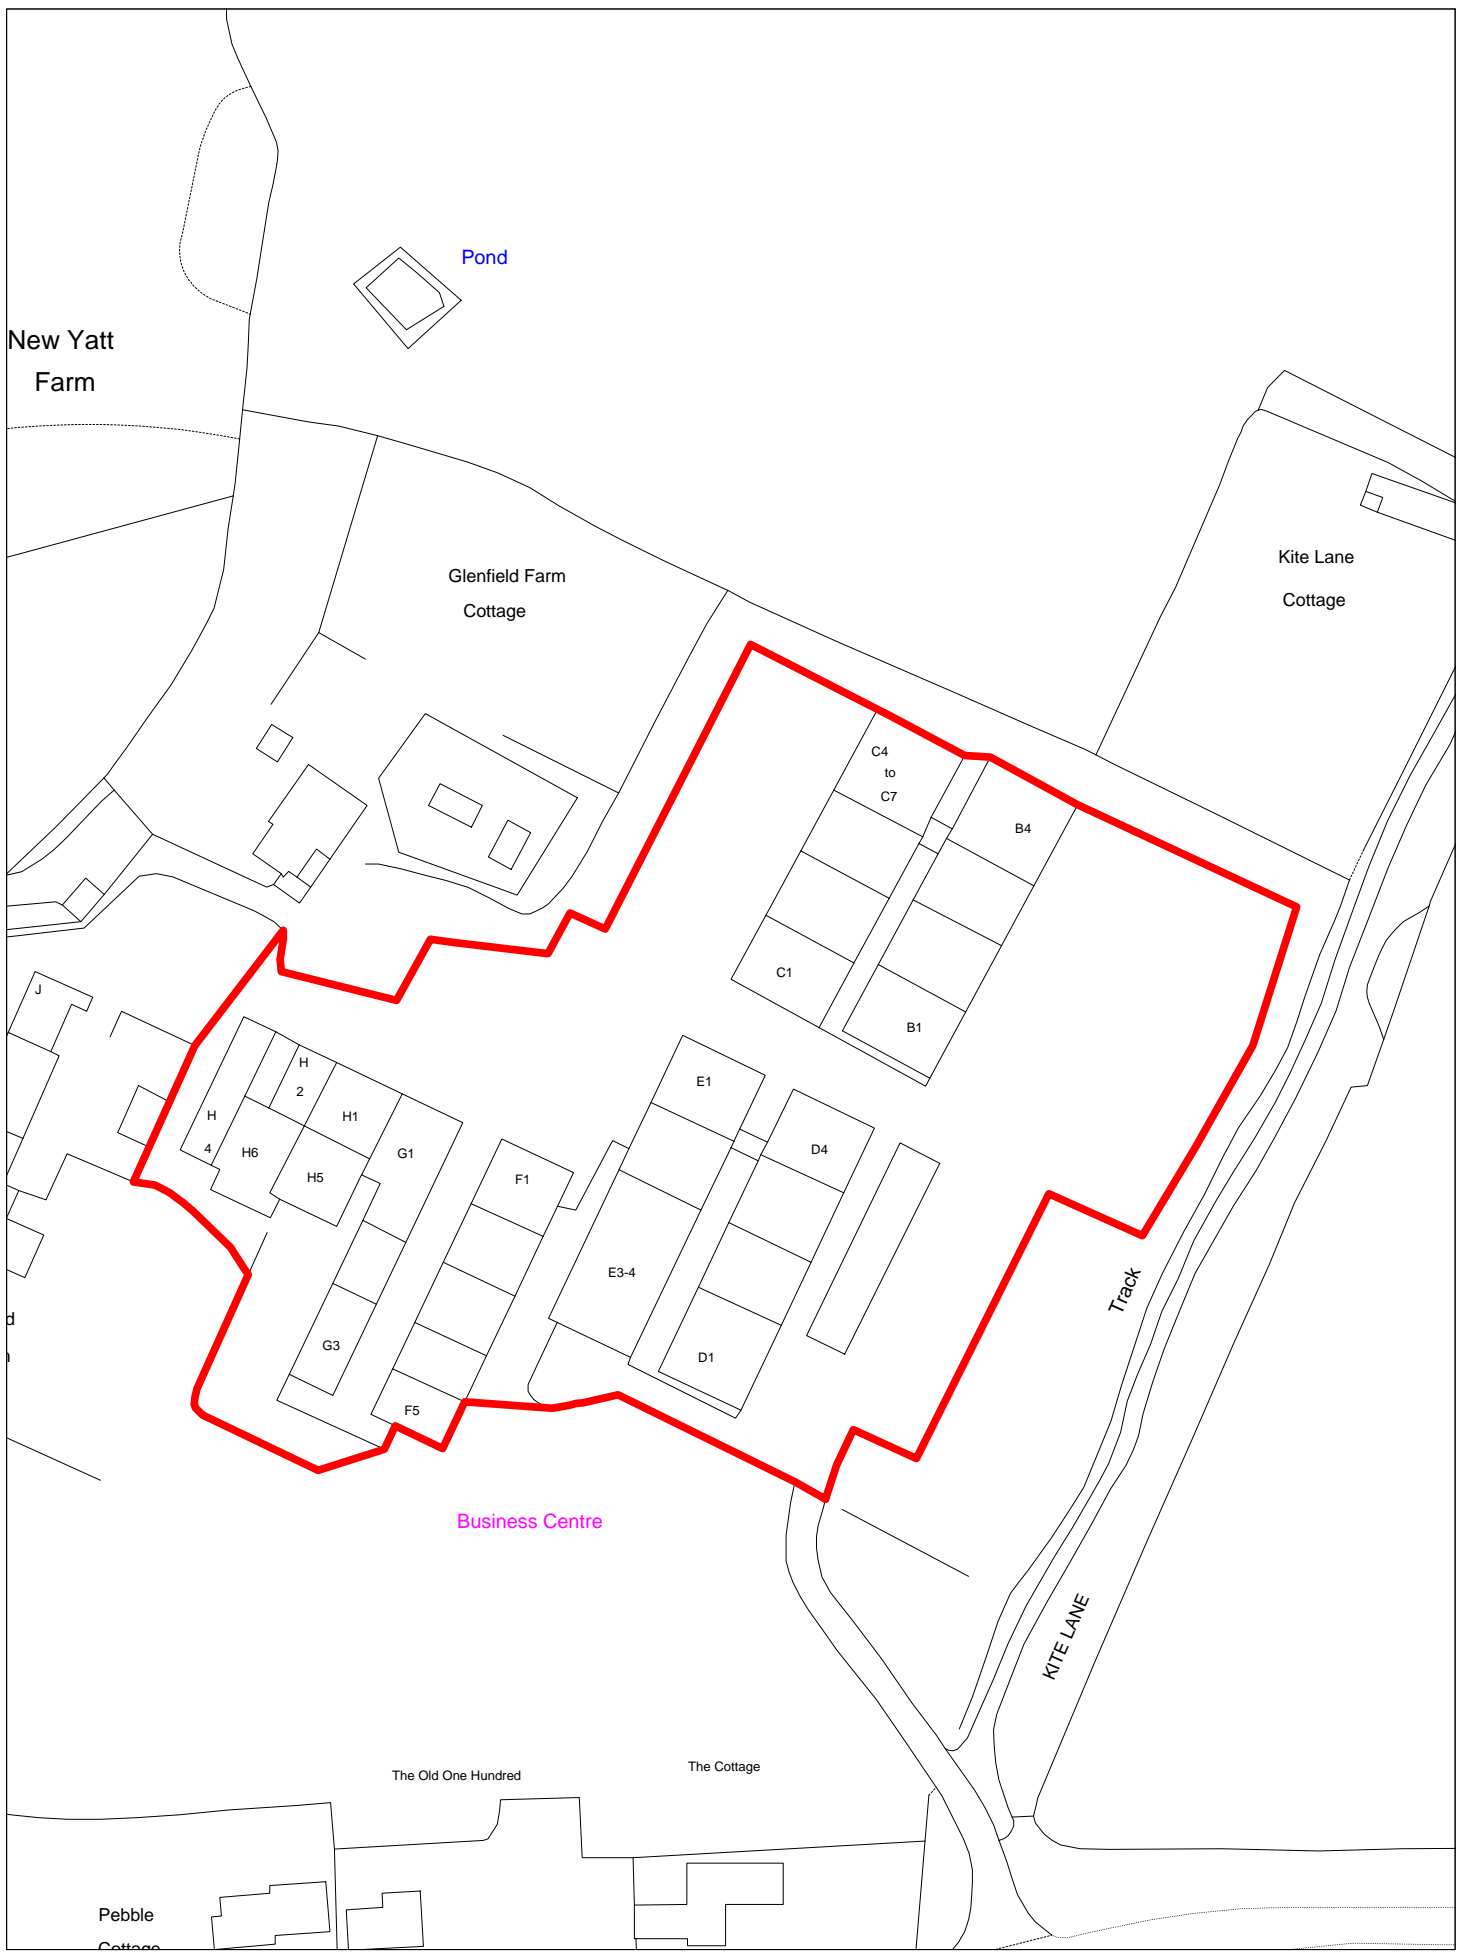 Pond
New Yatt
Farm
Kite Lane
Cottage
Glenfield Farm
Cottage
C4
to
C7
B4
C1
B1
J
H
2
H
4
H1
H6
H5
G1
G3
F1
F5
E1
E3-4
D4
D1
d
Track
Business Centre
KITE LANE
The Old One Hundred
The Cottage
Pebble
Cottage